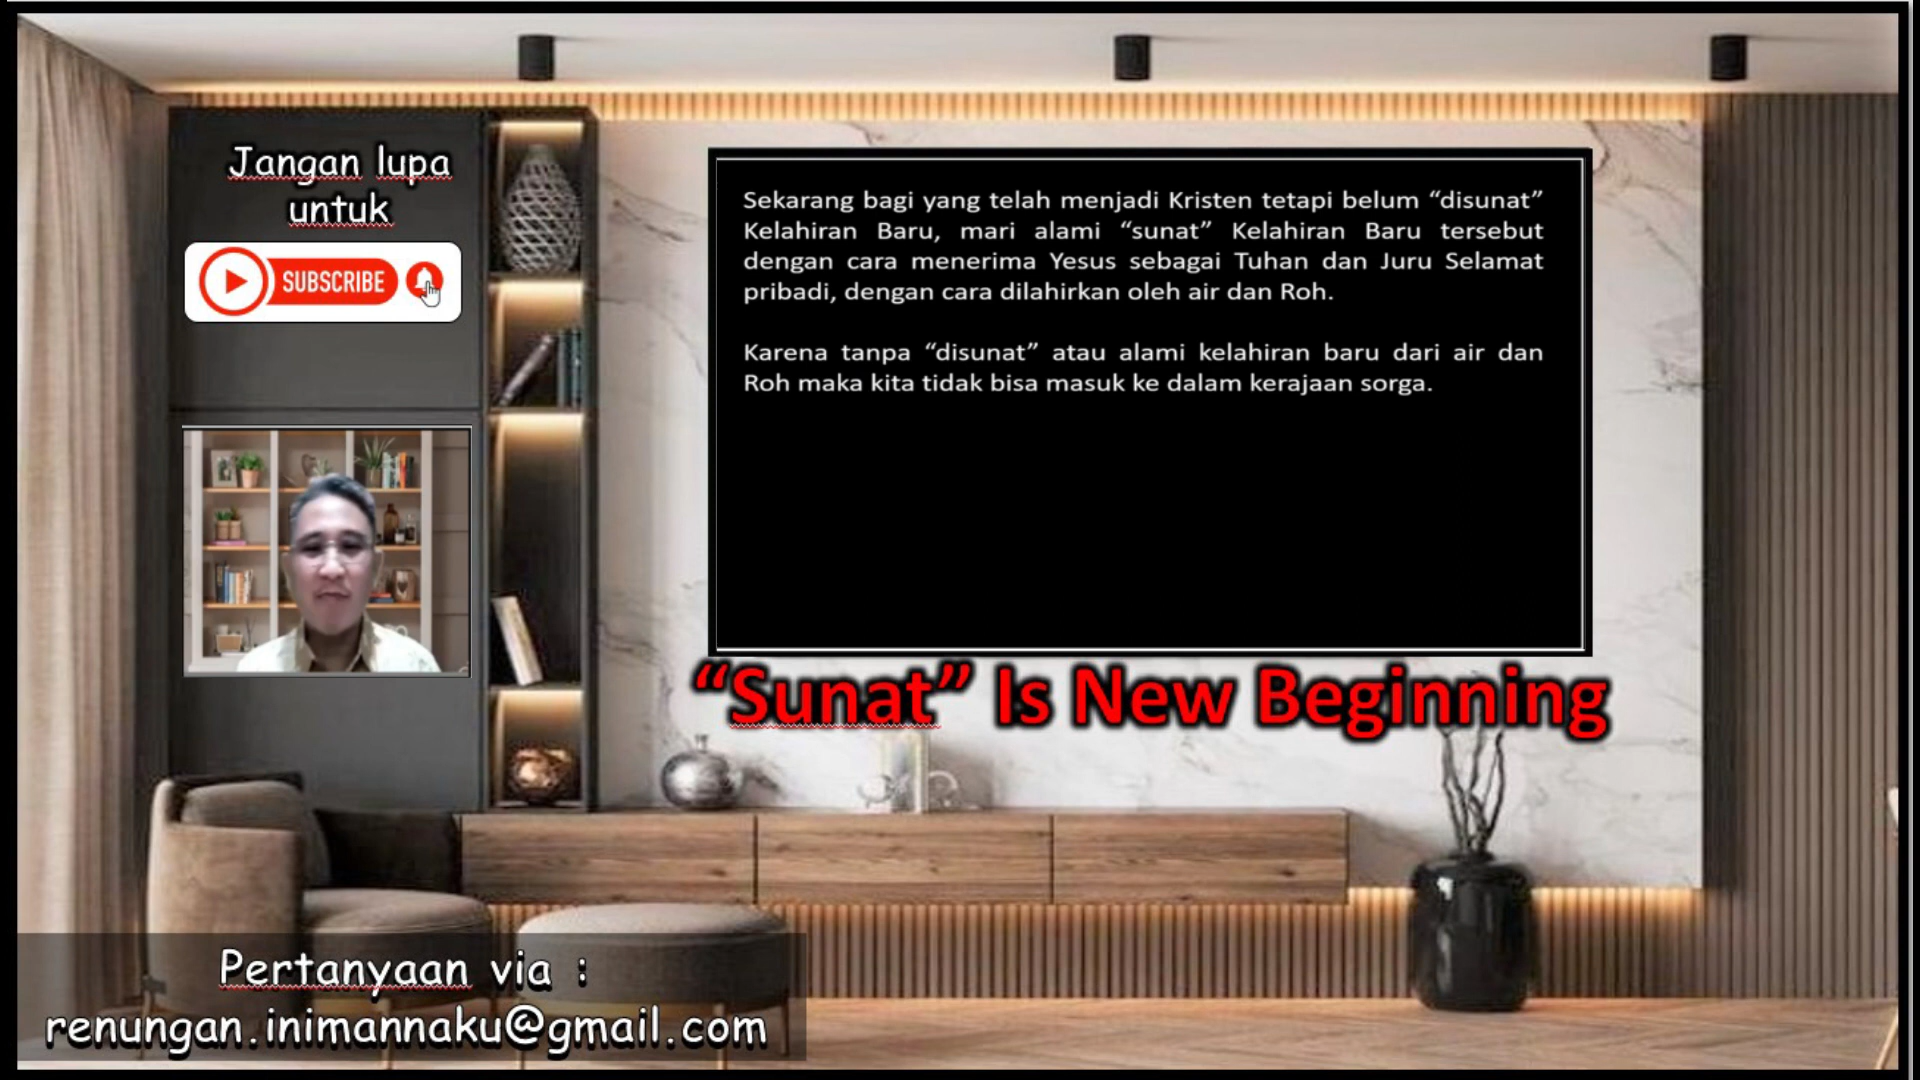 Jangan lupa
untuk
SUBSCRIBE
Sekarang bagi yang telah menjadi Kristen tetapi belum “disunat”
Kelahiran Baru, mari alami “sunat” Kelahiran Baru tersebut
dengan cara menerima Yesus sebagai Tuhan dan Juru Selamat
pribadi, dengan cara dilahirkan oleh air dan Roh.
Karena tanpa “disunat” atau alami kelahiran baru dari air dan
Roh maka kita tidak bisa masuk ke dalam kerajaan sorga.
“Sunat” Is New Beginning
Pertanyaan via :
renungan.inimannaku@gmail.com